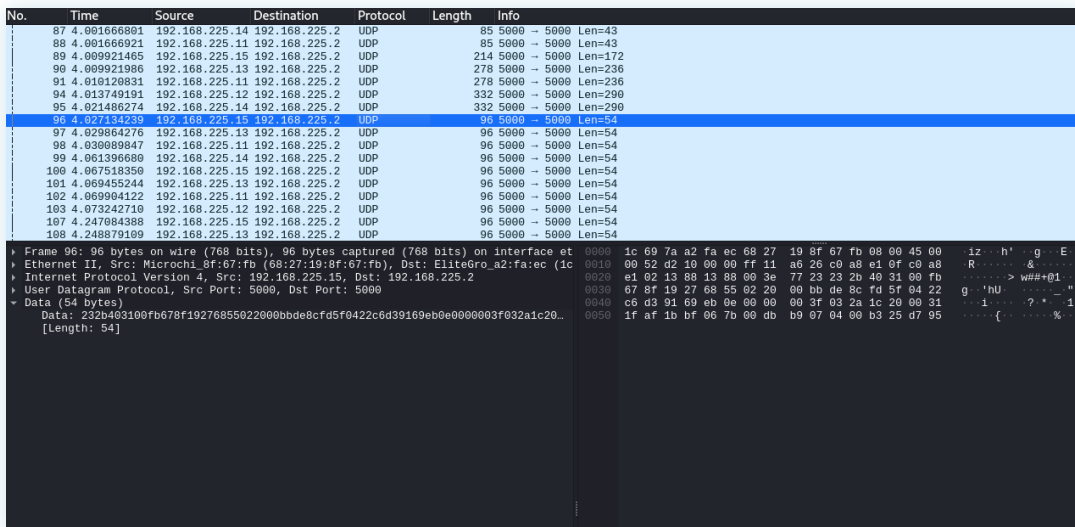 No. Time Source Destination Protocol Length Info
87 4.001666801 192.168.225.14 192.168.225.2 UDP 85 5000 → 5000 Len=43
88 4.001666921 192.168.225.11 192.168.225.2 UDP 85 5000 → 5000 Len=43
89 4.009921465 192.168.225.15 192.168.225.2 UDP 214 5000 → 5000 Len=172
90 4.009921986 192.168.225.13 192.168.225.2 UDP 278 5000 → 5000 Len=236
91 4.010120831 192.168.225.11 192.168.225.2 UDP 278 5000 → 5000 Len=236
94 4.013749191 192.168.225.12 192.168.225.2 UDP 332 5000 → 5000 Len=290
95 4.021486274 192.168.225.14 192.168.225.2 UDP 332 5000 → 5000 Len=290
96 4.027134239 192.168.225.15 192.168.225.2 UDP 96 5000 → 5000 Len=54
97 4.029864276 192.168.225.13 192.168.225.2 UDP 96 5000 → 5000 Len=54
98 4.030089847 192.168.225.11 192.168.225.2 UDP 96 5000 → 5000 Len=54
99 4.061396680 192.168.225.14 192.168.225.2 UDP 96 5000 → 5000 Len=54
100 4.067518350 192.168.225.15 192.168.225.2 UDP 96 5000 → 5000 Len=54
101 4.069455244 192.168.225.13 192.168.225.2 UDP 96 5000 → 5000 Len=54
102 4.069904122 192.168.225.11 192.168.225.2 UDP 96 5000 → 5000 Len=54
103 4.073242710 192.168.225.12 192.168.225.2 UDP 96 5000 → 5000 Len=54
107 4.247084388 192.168.225.15 192.168.225.2 UDP 96 5000 → 5000 Len=54
108 4.248879109 192.168.225.13 192.168.225.2 UDP 96 5000 → 5000 Len=54
Frame 96: 96 bytes on wire (768 bits), 96 bytes captured (768 bits) on interface et
Ethernet II, Src: Microchi_8f:67:fb (68:27:19:8f:67:fb), Dst: EliteGro_a2:fa:ec (1c
Internet Protocol Version 4, Src: 192.168.225.15, Dst: 192.168.225.2
User Datagram Protocol, Src Port: 5000, Dst Port: 5000
Data (54 bytes)
Data: 232b403100fb678f19276855022000bbde8cfd5f0422c6d39169eb0e0000003f032a1c20…
[Length: 54]
0000 1c 69 7a a2 fa ec 68 27 19 8f 67 fb 08 00 45 00 ·iz···h' ··g···E·
0010 00 52 d2 10 00 00 ff 11 a6 26 c0 a8 e1 0f c0 a8 ·R······ ·&······
0020 e1 02 13 88 13 88 00 3e 77 23 23 2b 40 31 00 fb ·······> w##+@1··
0030 67 8f 19 27 68 55 02 20 00 bb de 8c fd 5f 04 22 g··'hU· ·····_·"
0040 c6 d3 91 69 eb 0e 00 00 00 3f 03 2a 1c 20 00 31 ···i···· ·?·*· ·1
0050 1f af 1b bf 06 7b 00 db b9 07 04 00 b3 25 d7 95 ·····{·· ·····%··